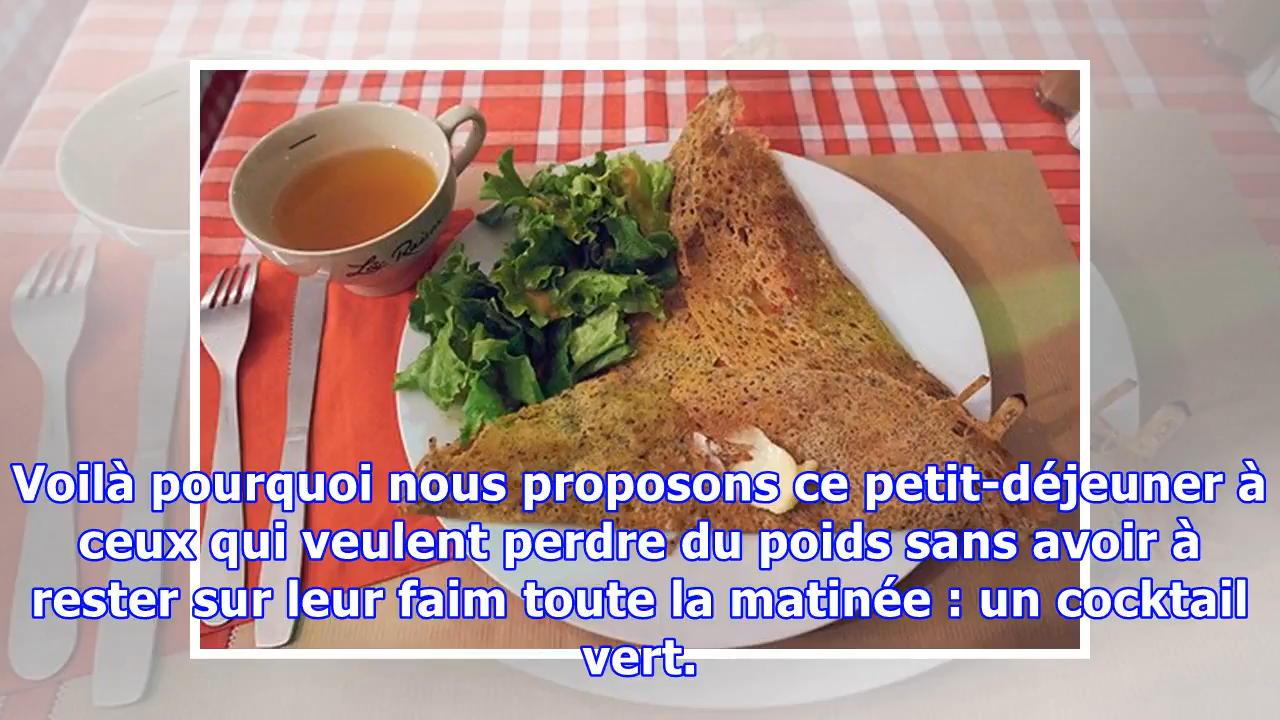 Voilà pourquoi nous proposons ce petit-déjeuner à
ceux qui veulent perdre du poids sans avoir à
rester sur leur faim toute la matinée : un cocktail
vert.